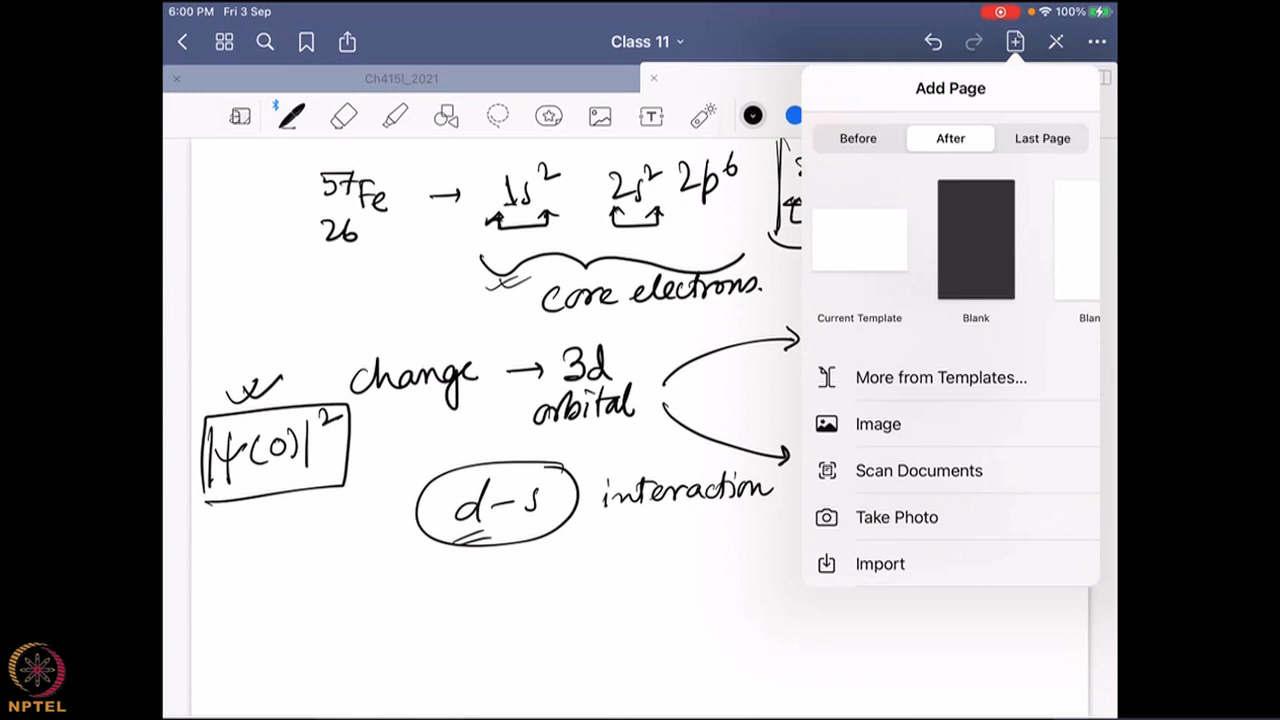 6:00 PM Fri 3 Sep
100%
Class 11
Ch415I_2021
Add Page
Before After Last Page
57Fe → 1s² 2s² 2p⁶
26
core electrons.
Current Template
Blank
Blan
change → 3d
orbital
|ψ(0)|²
d-s interaction
More from Templates...
Image
Scan Documents
Take Photo
Import
NPTEL